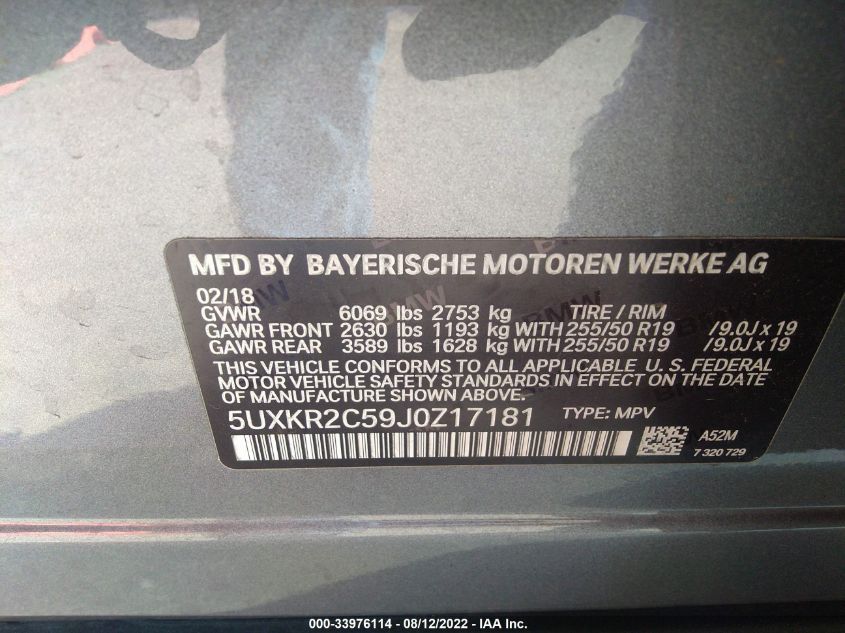 MFD BY BAYERISCHE MOTOREN WERKE AG
02/18
GVWR 6069 lbs 2753 kg TIRE / RIM
GAWR FRONT 2630 lbs 1193 kg WITH 255/50 R19 /9.0J x 19
GAWR REAR 3589 lbs 1628 kg WITH 255/50 R19 /9.0J x 19
THIS VEHICLE CONFORMS TO ALL APPLICABLE U. S. FEDERAL
MOTOR VEHICLE SAFETY STANDARDS IN EFFECT ON THE DATE
OF MANUFACTURE SHOWN ABOVE.
5UXKR2C59J0Z17181 TYPE: MPV
A52M
7 320 729
000-33976114 - 08/12/2022 - IAA Inc.